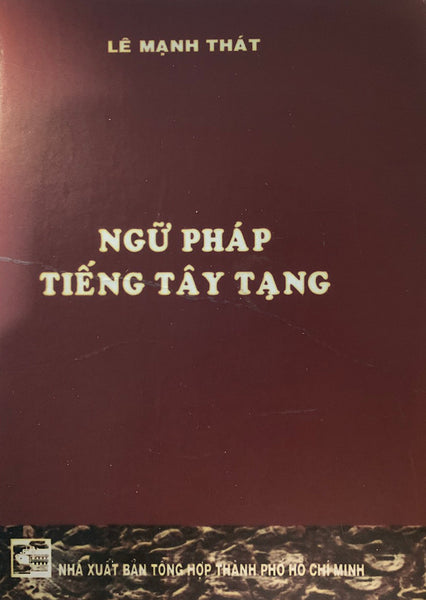 LÊ MẠNH THÁT
NGỮ PHÁP
TIẾNG TÂY TẠNG
NHÀ XUẤT BẢN TỔNG HỢP THÀNH PHỐ HỒ CHÍ MINH